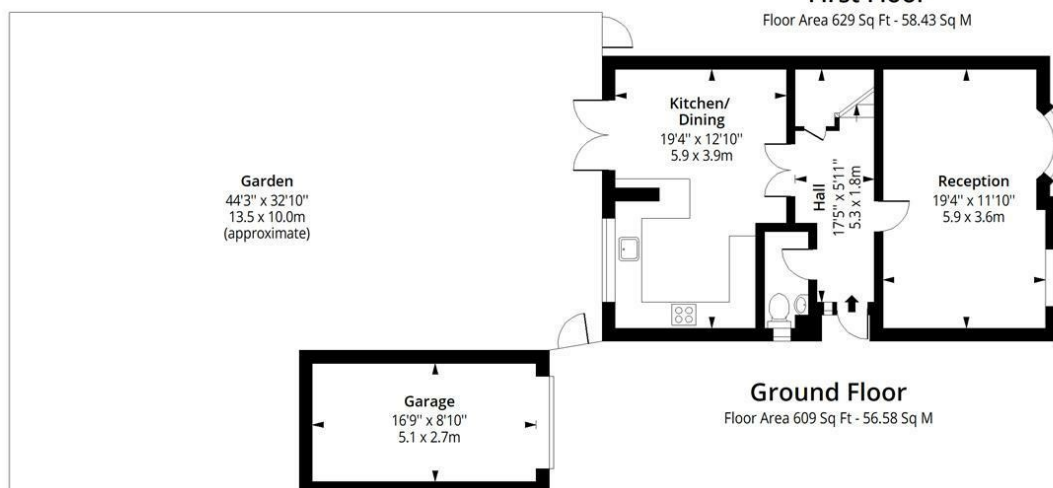 First Floor
Floor Area 629 Sq Ft - 58.43 Sq M
Kitchen/
Dining
19'4" x 12'10"
5.9 x 3.9m
Garden
44'3" x 32'10"
13.5 x 10.0m
(approximate)
Hall
17'5" x 5'11"
5.3 x 1.8m
Reception
19'4" x 11'10"
5.9 x 3.6m
Garage
16'9" x 8'10"
5.1 x 2.7m
Ground Floor
Floor Area 609 Sq Ft - 56.58 Sq M